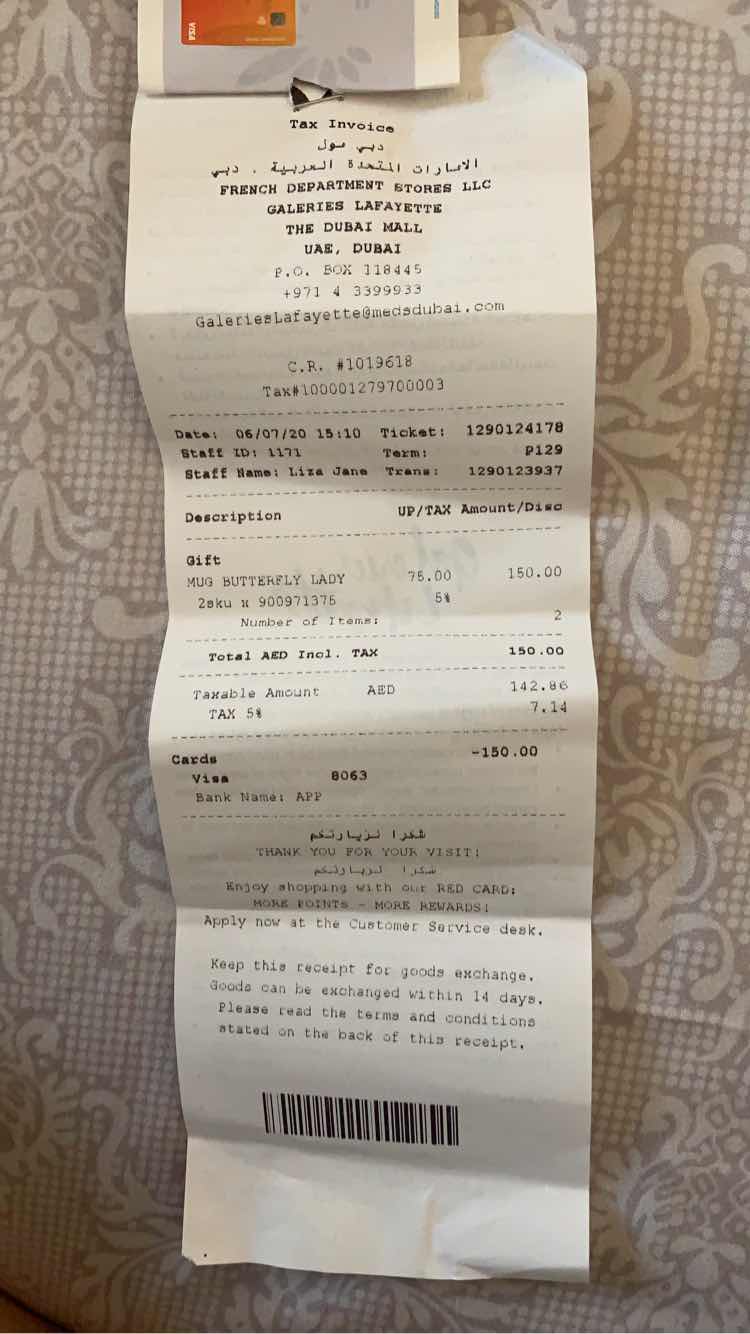 VISA
Tax Invoice
دبي مول
الامارات المتحدة العربية . دبي
FRENCH DEPARTMENT STORES LLC
GALERIES LAFAYETTE
THE DUBAI MALL
UAE, DUBAI
P.O. BOX 118445
+971 4 3399933
GaleriesLafayette@medsdubai.com
C.R. #1019618
Tax#100001279700003
Date: 06/07/20 15:10 Ticket: 1290124178
Staff ID: 1171 Term: P129
Staff Name: Liza Jane Trans: 1290123937
Description UP/TAX Amount/Disc
Gift
MUG BUTTERFLY LADY 75.00 150.00
2sku x 900971375 5%
Number of Items: 2
Total AED Incl. TAX 150.00
Taxable Amount AED 142.86
TAX 5% 7.14
Cards -150.00
Visa 8063
Bank Name: APP
شكرا لزيارتكم
THANK YOU FOR YOUR VISIT!
شكرا لزيارتكم
Enjoy shopping with our RED CARD:
MORE POINTS - MORE REWARDS!
Apply now at the Customer Service desk.
Keep this receipt for goods exchange.
Goods can be exchanged within 14 days.
Please read the terms and conditions
stated on the back of this receipt.